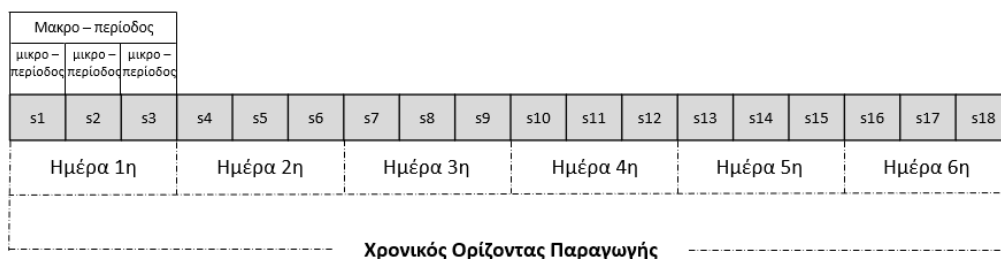 Μακρο – περίοδος
μικρο – περίοδος μικρο – περίοδος μικρο – περίοδος
s1 s2 s3 s4 s5 s6 s7 s8 s9 s10 s11 s12 s13 s14 s15 s16 s17 s18
Ημέρα 1η Ημέρα 2η Ημέρα 3η Ημέρα 4η Ημέρα 5η Ημέρα 6η
Χρονικός Ορίζοντας Παραγωγής